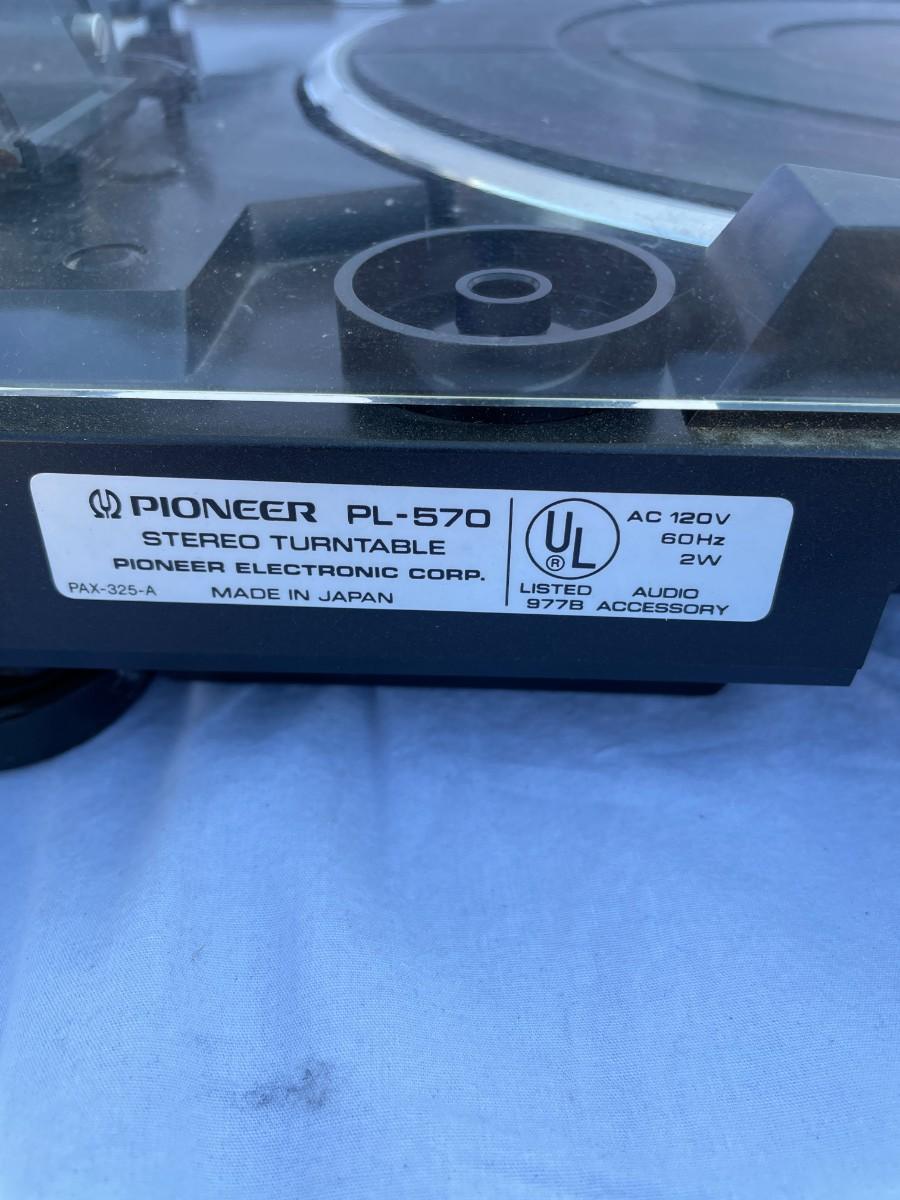 PIONEER PL-570
STEREO TURNTABLE
PIONEER ELECTRONIC CORP.
PAX-325-A MADE IN JAPAN
UL ®
LISTED
977B
AC 120V
60Hz
2W
AUDIO
ACCESSORY